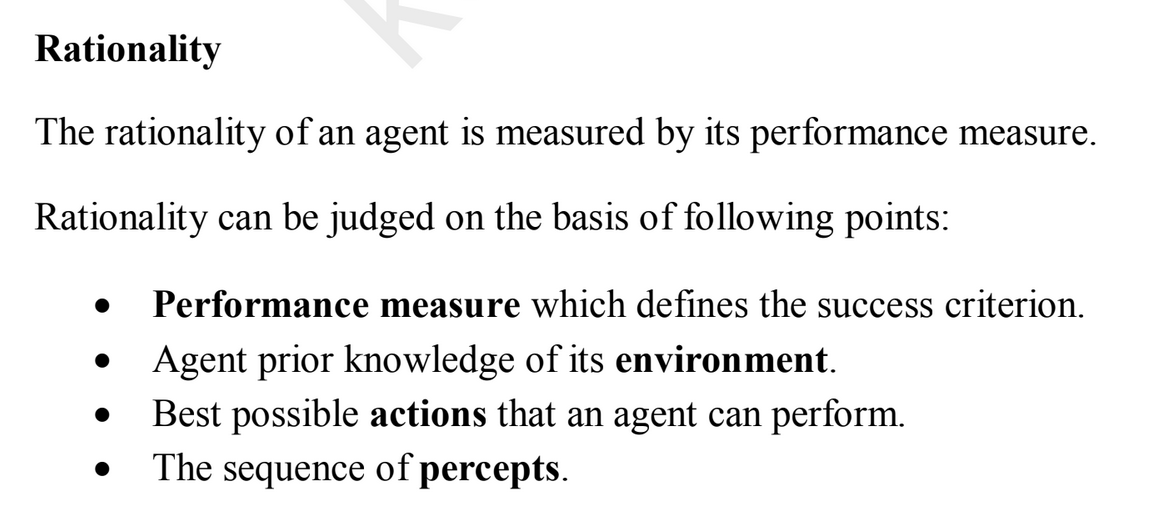 Rationality
The rationality of an agent is measured by its performance measure.
Rationality can be judged on the basis of following points:
• Performance measure which defines the success criterion.
• Agent prior knowledge of its environment.
• Best possible actions that an agent can perform.
• The sequence of percepts.